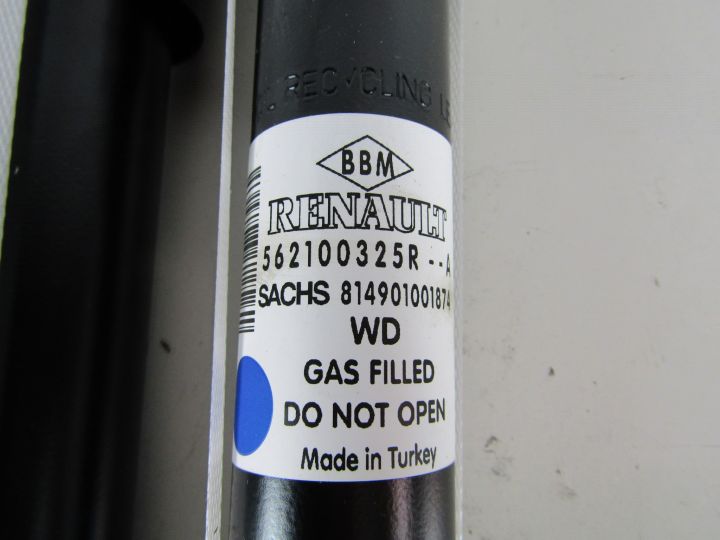 RECYCLING
BBM
RENAULT
562100325R --A
SACHS 814901001874
WD
GAS FILLED
DO NOT OPEN
Made in Turkey